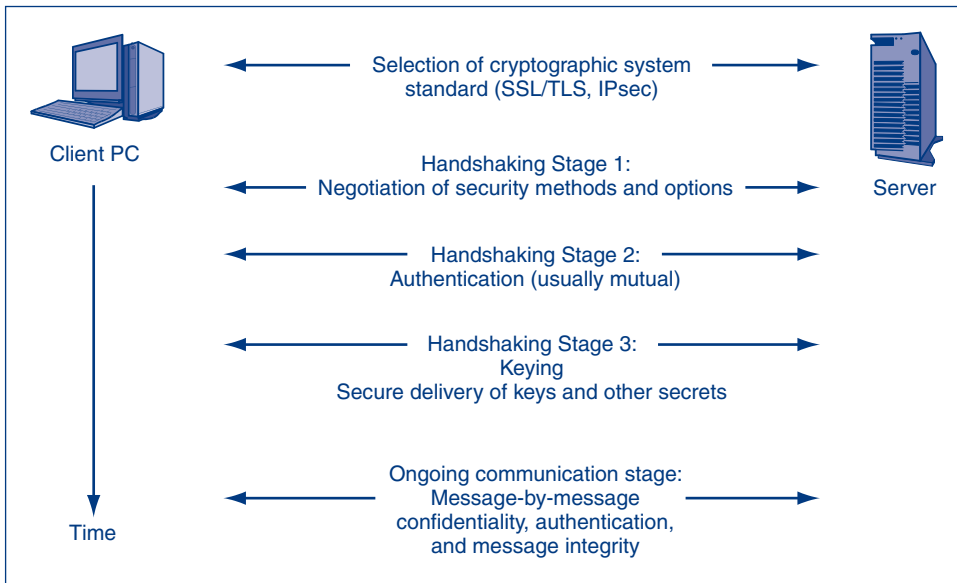 Selection of cryptographic system
standard (SSL/TLS, IPsec)
Client PC
Server
Handshaking Stage 1:
Negotiation of security methods and options
Handshaking Stage 2:
Authentication (usually mutual)
Handshaking Stage 3:
Keying
Secure delivery of keys and other secrets
Ongoing communication stage:
Message-by-message
confidentiality, authentication,
and message integrity
Time